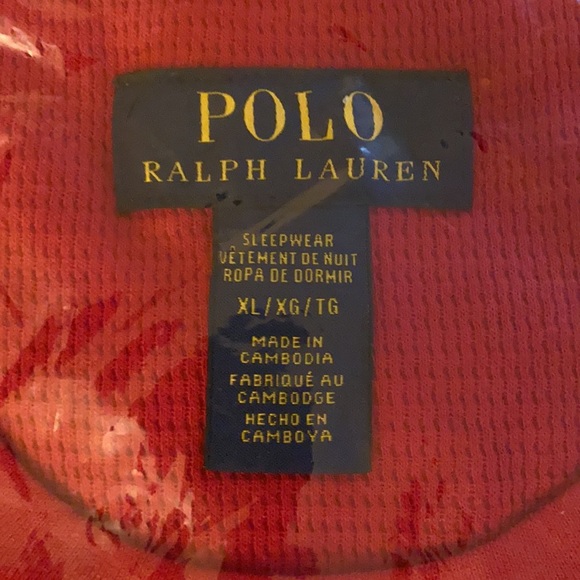 POLO
RALPH LAUREN
SLEEPWEAR
VÊTEMENT DE NUIT
ROPA DE DORMIR
XL/XG/TG
MADE IN
CAMBODIA
FABRIQUÉ AU
CAMBODGE
HECHO EN
CAMBOYA